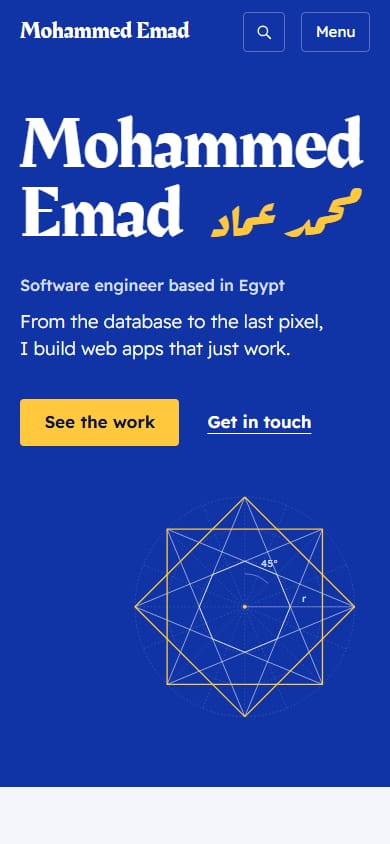 Mohammed Emad
Menu
Mohammed
Emad محمد عماد
Software engineer based in Egypt
From the database to the last pixel,
I build web apps that just work.
See the work
Get in touch
45°
r